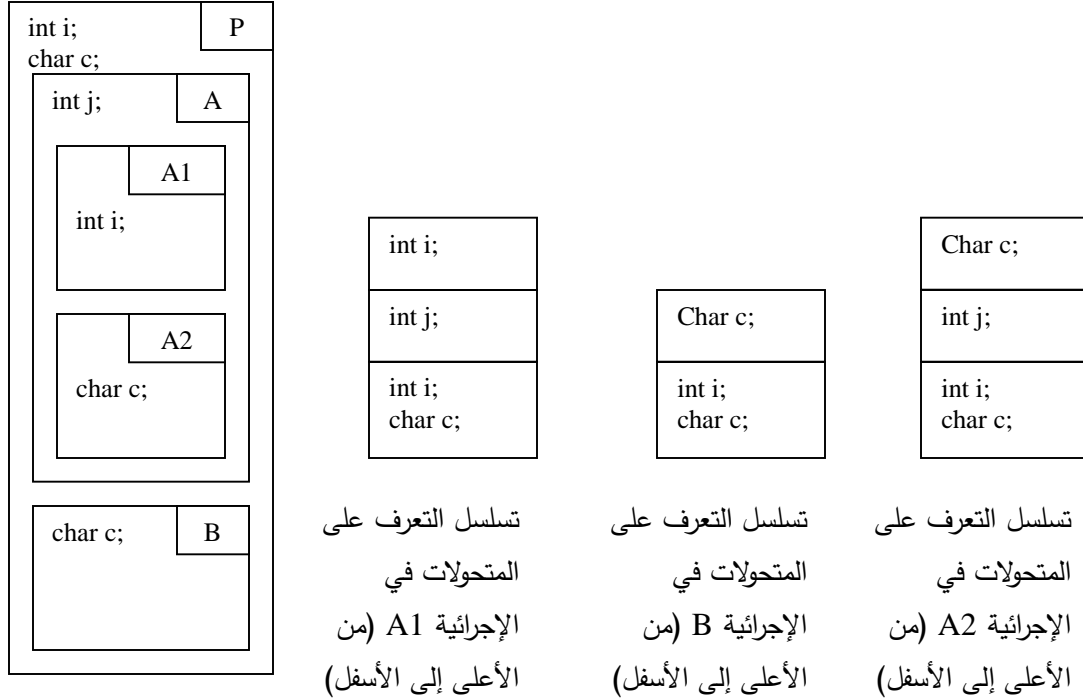 int i;
P
char c;
int j;
A
A1
int i;
A2
char c;
char c;
B
int i;
int j;
int i;
char c;
تسلسل التعرف على
المتحولات في
الإجرائية A1 (من
الأعلى إلى الأسفل)
Char c;
int i;
char c;
تسلسل التعرف على
المتحولات في
الإجرائية B (من
الأعلى إلى الأسفل)
Char c;
int j;
int i;
char c;
تسلسل التعرف على
المتحولات في
الإجرائية A2 (من
الأعلى إلى الأسفل)